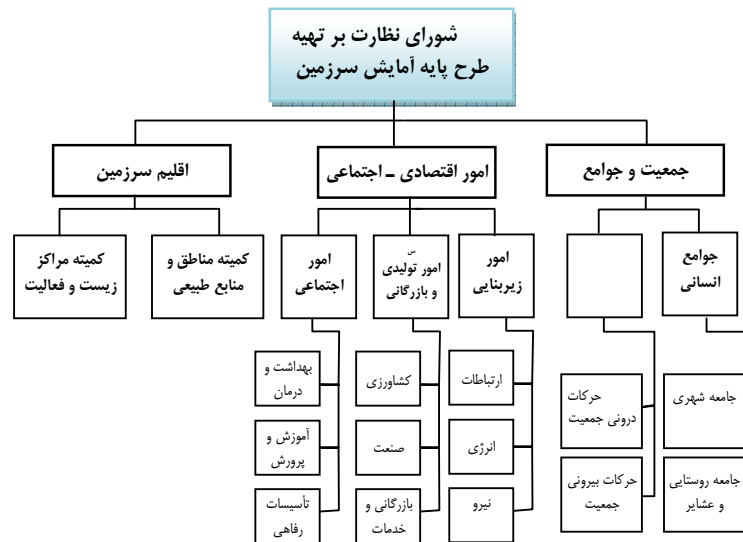 شورای نظارت بر تهیه
طرح پایه آمایش سرزمین
جمعیت و جوامع
امور اقتصادی ـ اجتماعی
اقلیم سرزمین
جوامع
انسانی
امور
زیربنایی
س
امور تولیدی
و بازرگانی
امور
اجتماعی
کمیته مناطق و
منابع طبیعی
کمیته مراکز
زیست و فعالیت
جامعه شهری
جامعه روستایی
و عشایر
حرکات
درونی جمعیت
حرکات بیرونی
جمعیت
ارتباطات
انرژی
نیرو
کشاورزی
صنعت
بازرگانی و
خدمات
بهداشت و
درمان
آموزش و
پرورش
تأسیسات
رفاهی